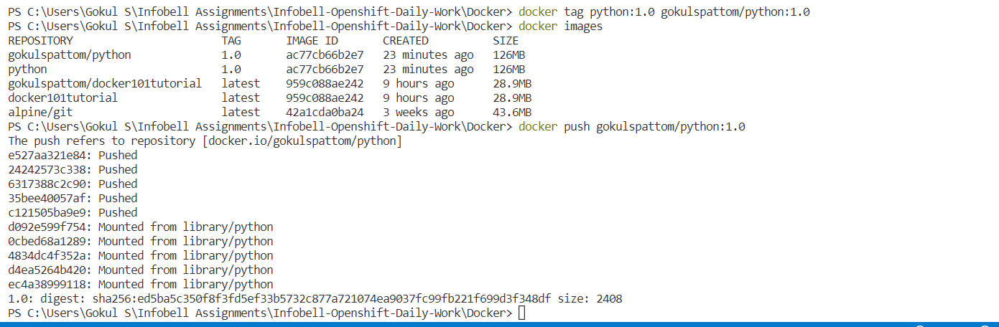 PS C:\Users\Gokul S\Infobell Assignments\Infobell-Openshift-Daily-Work\Docker> docker tag python:1.0 gokulspattom/python:1.0
PS C:\Users\Gokul S\Infobell Assignments\Infobell-Openshift-Daily-Work\Docker> docker images
REPOSITORY TAG IMAGE ID CREATED SIZE
gokulspattom/python 1.0 ac77cb66b2e7 23 minutes ago 126MB
python 1.0 ac77cb66b2e7 23 minutes ago 126MB
gokulspattom/docker101tutorial latest 959c088ae242 9 hours ago 28.9MB
docker101tutorial latest 959c088ae242 9 hours ago 28.9MB
alpine/git latest 42a1cda0ba24 3 weeks ago 43.6MB
PS C:\Users\Gokul S\Infobell Assignments\Infobell-Openshift-Daily-Work\Docker> docker push gokulspattom/python:1.0
The push refers to repository [docker.io/gokulspattom/python]
e527aa321e84: Pushed
24242573c338: Pushed
6317388c2c90: Pushed
35bee40057af: Pushed
c121505ba9e9: Pushed
d092e599f754: Mounted from library/python
0cbed68a1289: Mounted from library/python
4834dc4f352a: Mounted from library/python
d4ea5264b420: Mounted from library/python
ec4a38999118: Mounted from library/python
1.0: digest: sha256:ed5ba5c350f8f3fd5ef33b5732c877a721074ea9037fc99fb221f699d3f348df size: 2408
PS C:\Users\Gokul S\Infobell Assignments\Infobell-Openshift-Daily-Work\Docker>